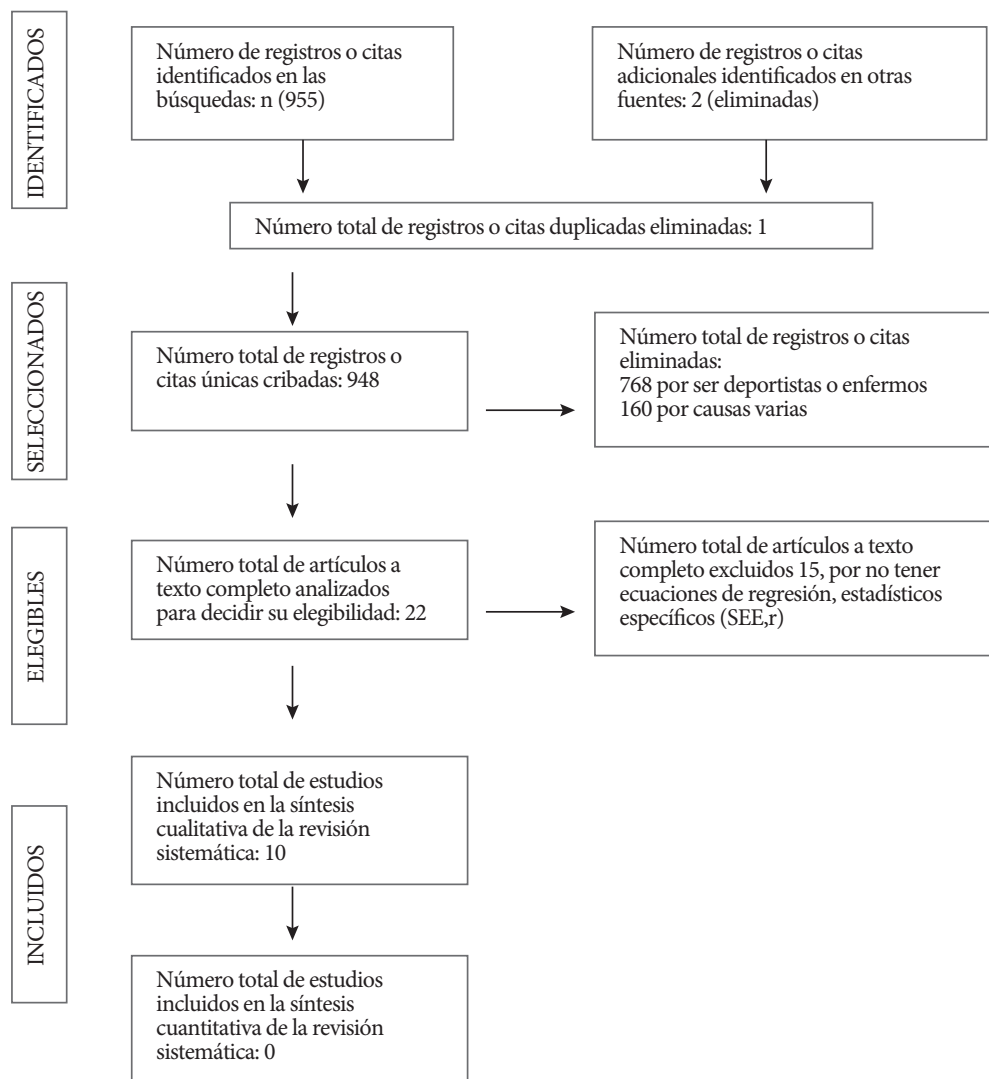 IDENTIFICADOS
Número de registros o citas
identificados en las
búsquedas: n (955)
Número de registros o citas
adicionales identificados en otras
fuentes: 2 (eliminadas)
Número total de registros o citas duplicadas eliminadas: 1
SELECCIONADOS
Número total de registros o
citas únicas cribadas: 948
Número total de registros o citas
eliminadas:
768 por ser deportistas o enfermos
160 por causas varias
ELEGIBLES
Número total de artículos a
texto completo analizados
para decidir su elegibilidad: 22
Número total de artículos a texto
completo excluidos 15, por no tener
ecuaciones de regresión, estadísticos
específicos (SEE,r)
INCLUIDOS
Número total de estudios
incluidos en la síntesis
cualitativa de la revisión
sistemática: 10
Número total de estudios
incluidos en la síntesis
cuantitativa de la revisión
sistemática: 0